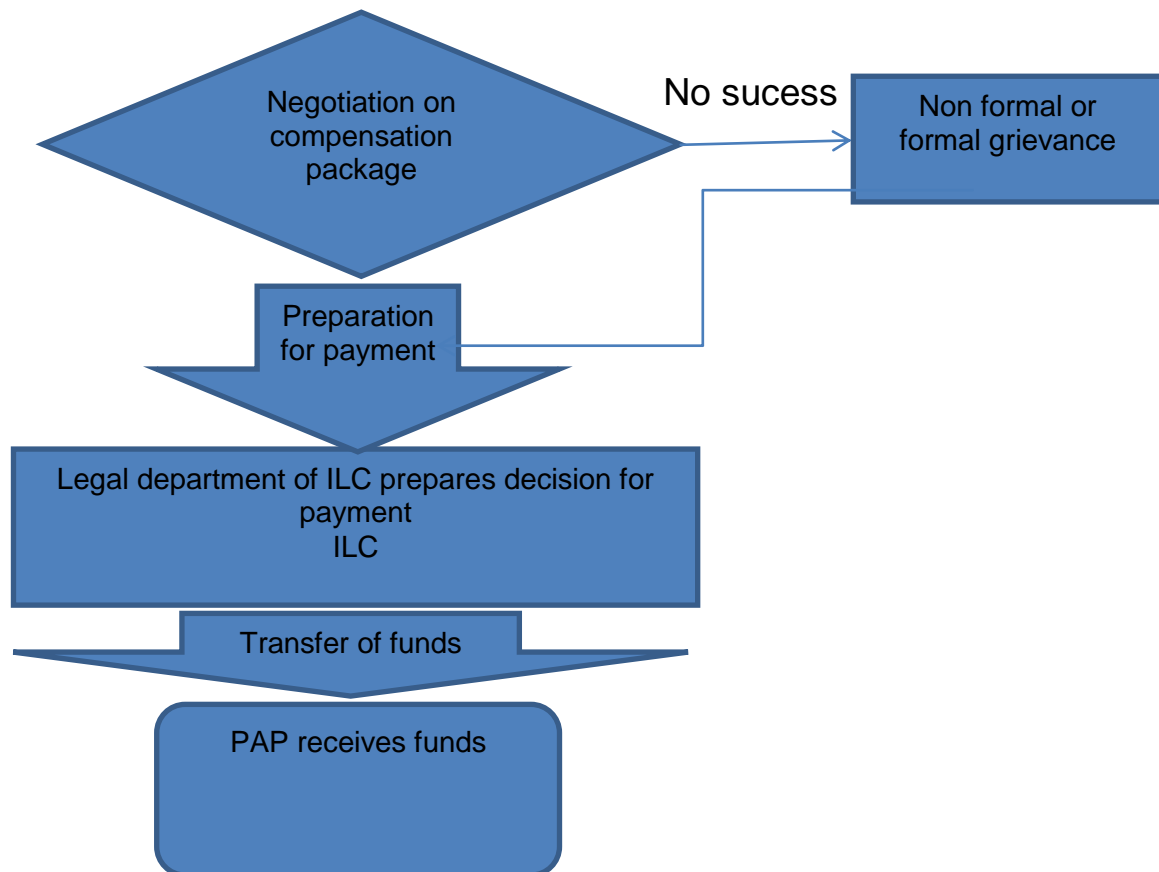 Negotiation on
compensation
package
No sucess
Non formal or
formal grievance
Preparation
for payment
Legal department of ILC prepares decision for
payment
ILC
Transfer of funds
PAP receives funds